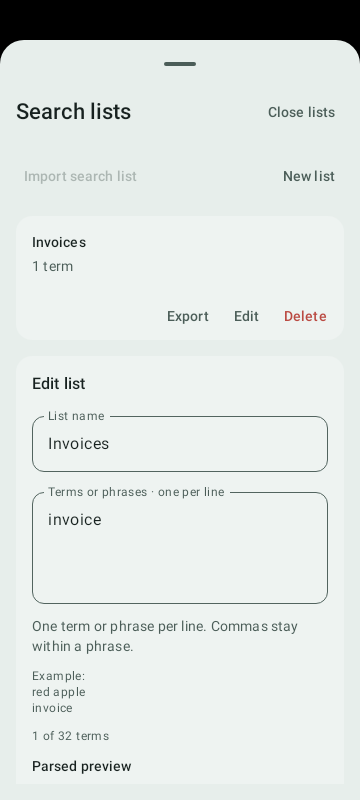 Search lists
Close lists
Import search list
New list
Invoices
1 term
Export
Edit
Delete
Edit list
List name
Invoices
Terms or phrases · one per line
invoice
One term or phrase per line. Commas stay
within a phrase.
Example:
red apple
invoice
1 of 32 terms
Parsed preview